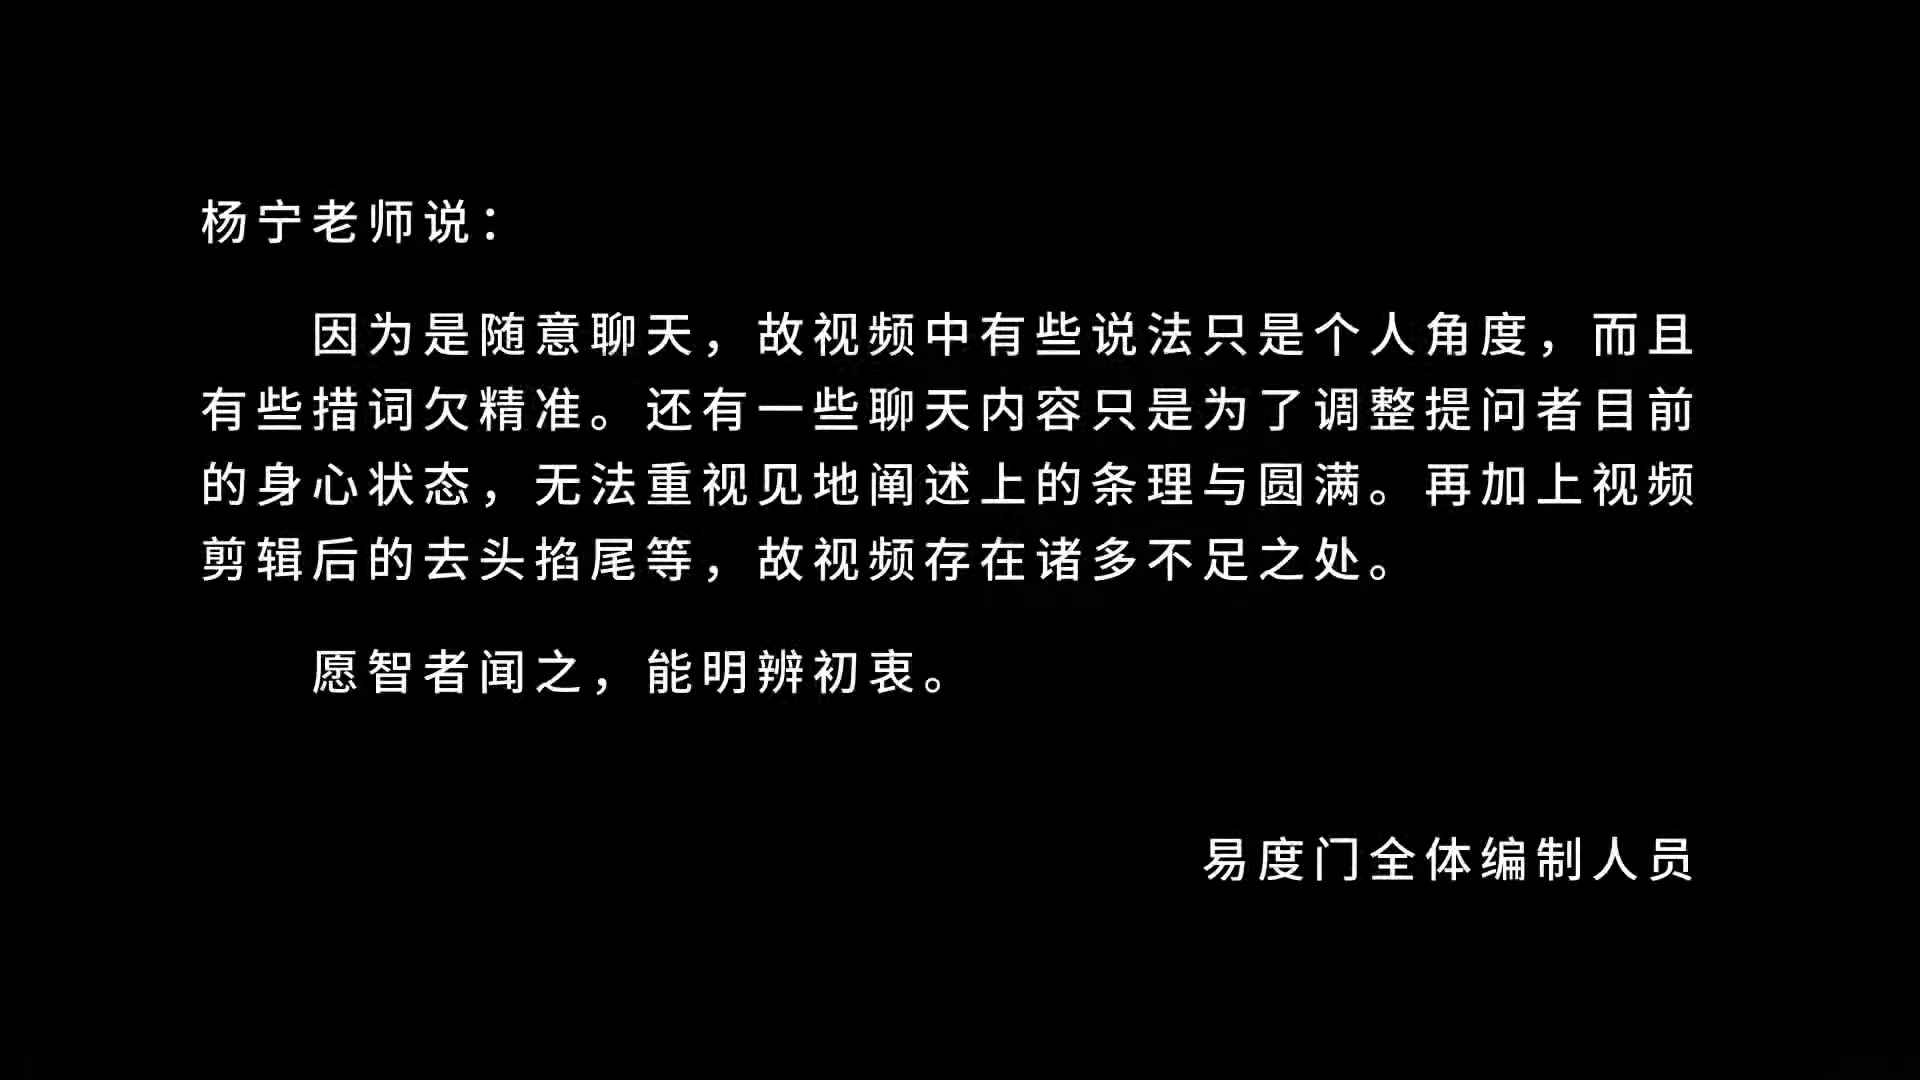 杨宁老师说：
因为是随意聊天，故视频中有些说法只是个人角度，而且
有些措词欠精准。还有一些聊天内容只是为了调整提问者目前
的身心状态，无法重视见地阐述上的条理与圆满。再加上视频
剪辑后的去头掐尾等，故视频存在诸多不足之处。
愿智者闻之，能明辨初衷。
易度门全体编制人员